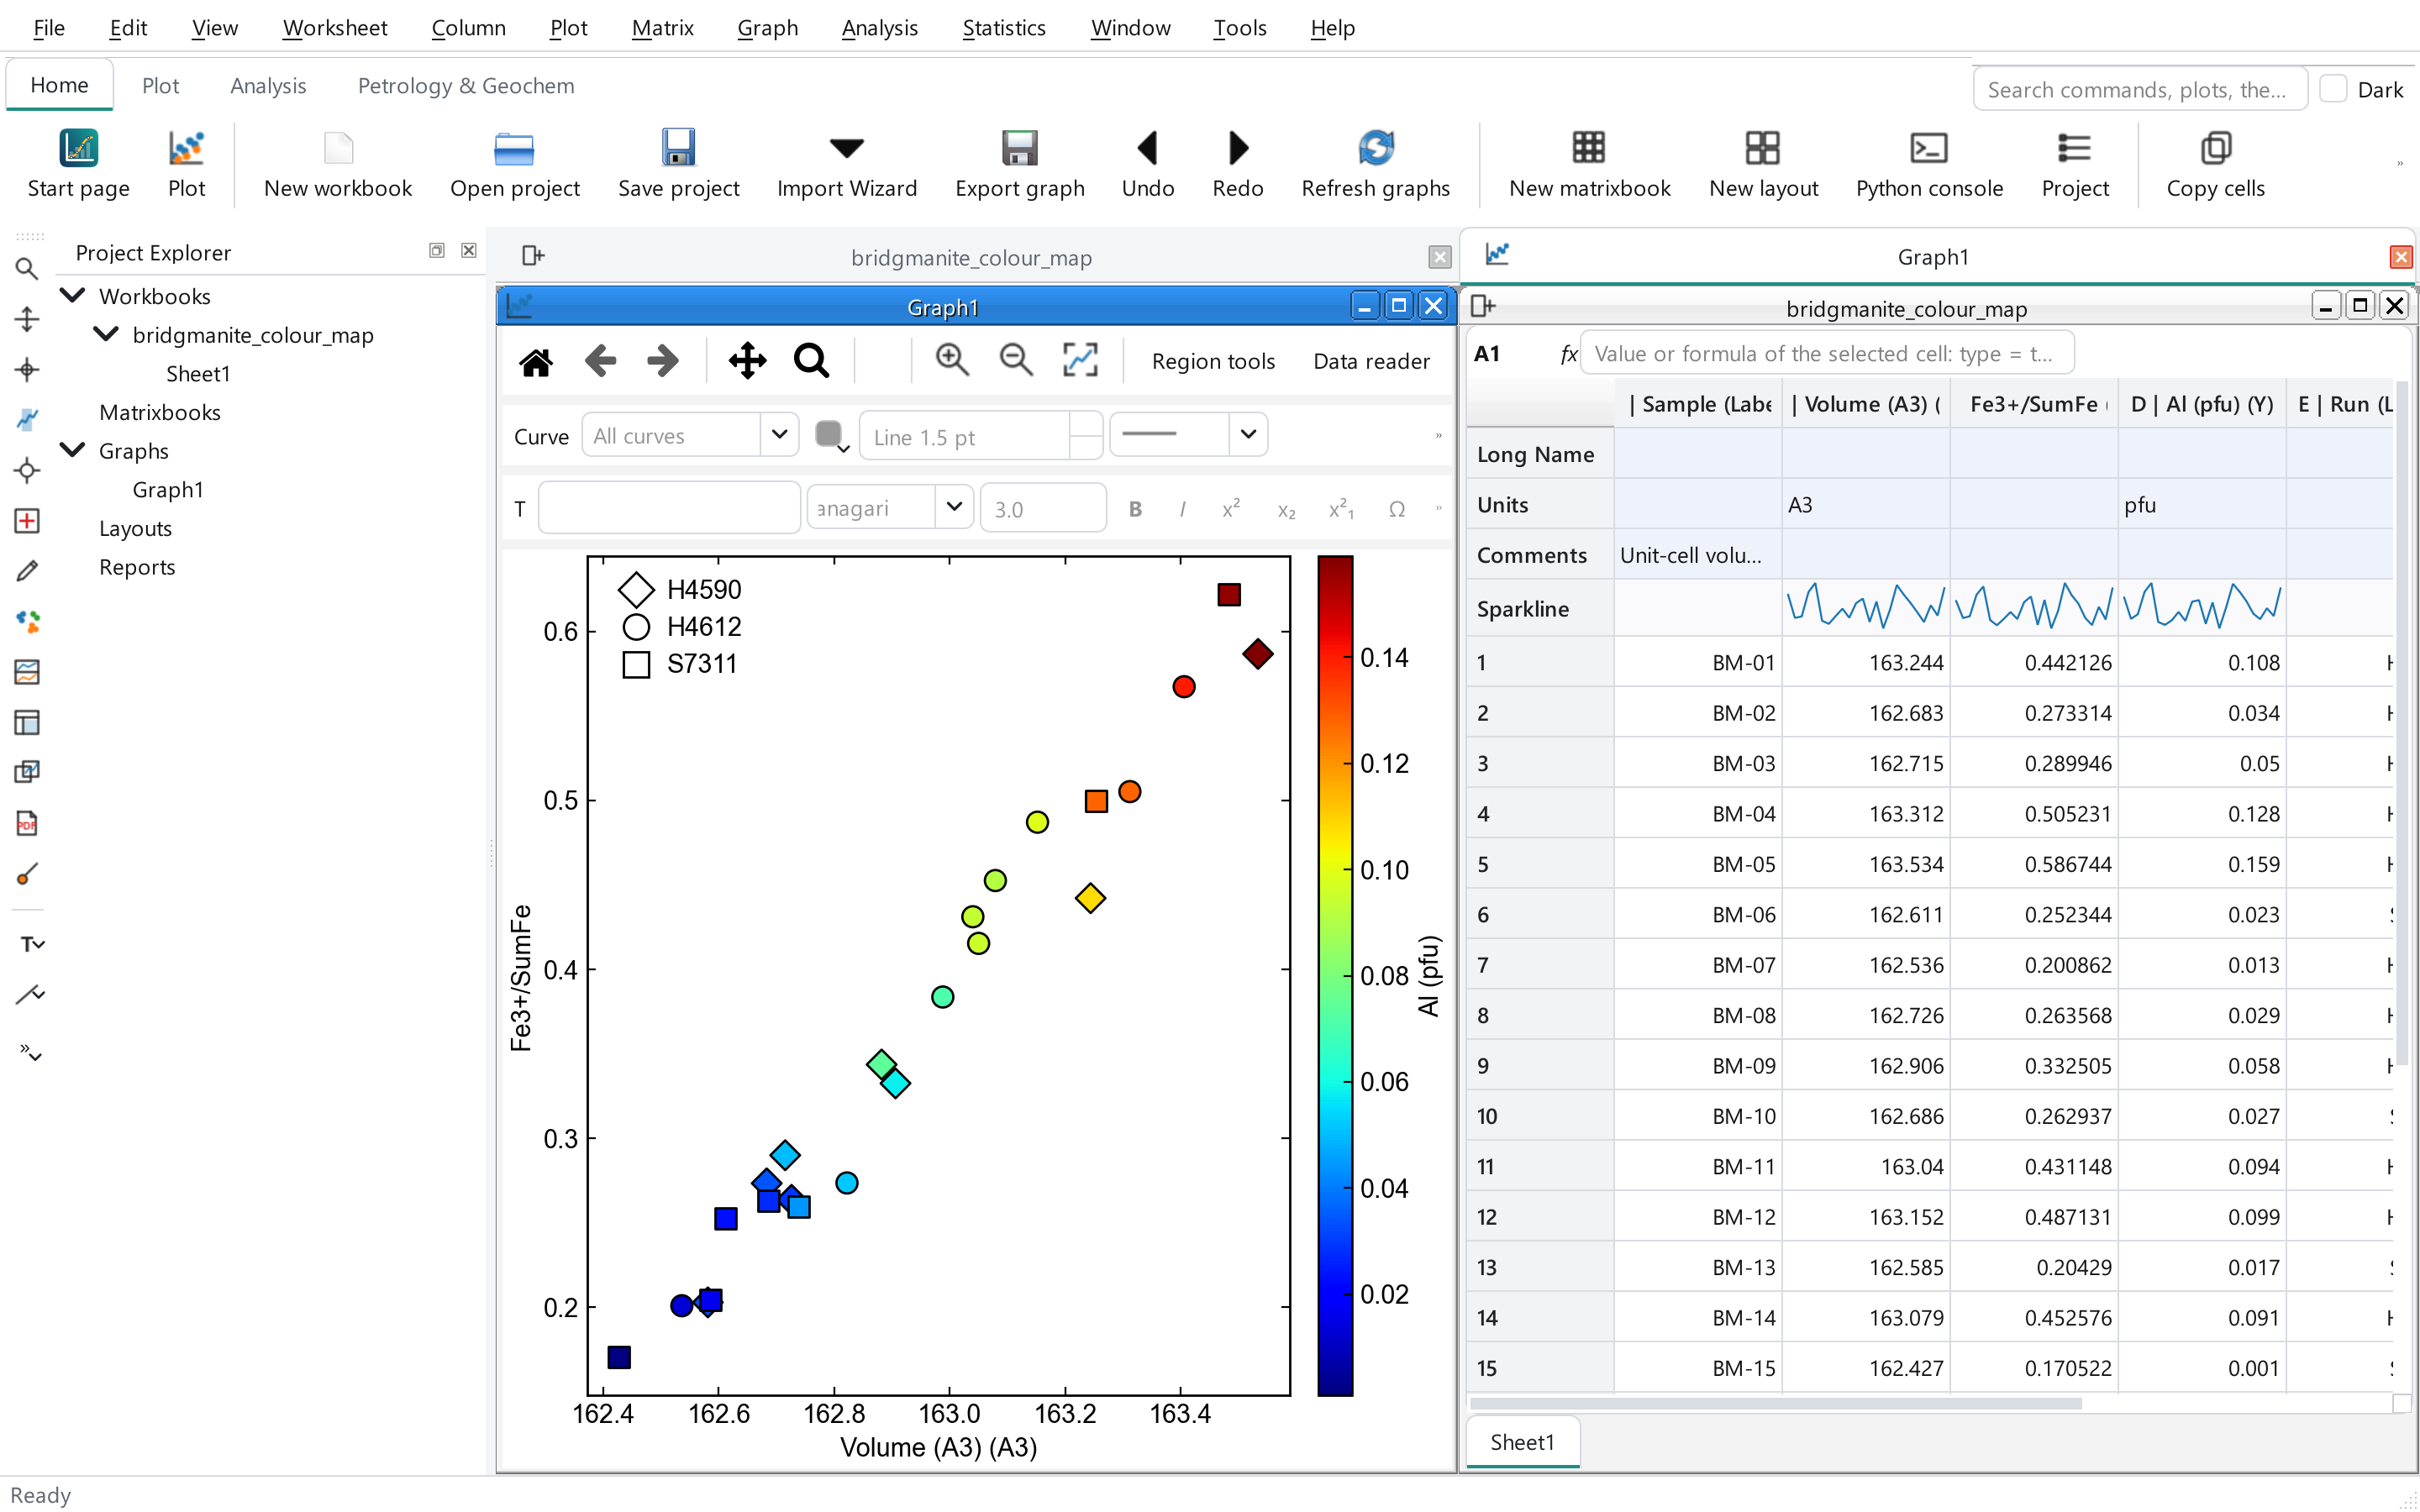 File Edit View Worksheet Column Plot Matrix Graph Analysis Statistics Window Tools Help
Home Plot Analysis Petrology & Geochem
Search commands, plots, the... Dark
Start page Plot New workbook Open project Save project Import Wizard Export graph Undo Redo Refresh graphs New matrixbook New layout Python console Project Copy cells
Project Explorer
Workbooks
bridgmanite_colour_map
Sheet1
Matrixbooks
Graphs
Graph1
Layouts
Reports
bridgmanite_colour_map
Graph1
Region tools Data reader
Curve All curves Line 1.5 pt
T anagari 3.0 B I x² x₂ x²₁ Ω
H4590
H4612
S7311
0.6
0.5
0.4
0.3
0.2
Fe3+/SumFe
162.4 162.6 162.8 163.0 163.2 163.4
Volume (A3) (A3)
0.14
0.12
0.10
0.08
0.06
0.04
0.02
Al (pfu)
Graph1
bridgmanite_colour_map
A1 fx Value or formula of the selected cell: type = t...
| Sample (Labe | Volume (A3) ( Fe3+/SumFe ( D | Al (pfu) (Y) E | Run (L
Long Name
Units A3 pfu
Comments Unit-cell volu...
Sparkline
1 BM-01 163.244 0.442126 0.108
2 BM-02 162.683 0.273314 0.034
3 BM-03 162.715 0.289946 0.05
4 BM-04 163.312 0.505231 0.128
5 BM-05 163.534 0.586744 0.159
6 BM-06 162.611 0.252344 0.023
7 BM-07 162.536 0.200862 0.013
8 BM-08 162.726 0.263568 0.029
9 BM-09 162.906 0.332505 0.058
10 BM-10 162.686 0.262937 0.027
11 BM-11 163.04 0.431148 0.094
12 BM-12 163.152 0.487131 0.099
13 BM-13 162.585 0.20429 0.017
14 BM-14 163.079 0.452576 0.091
15 BM-15 162.427 0.170522 0.001
Sheet1
Ready